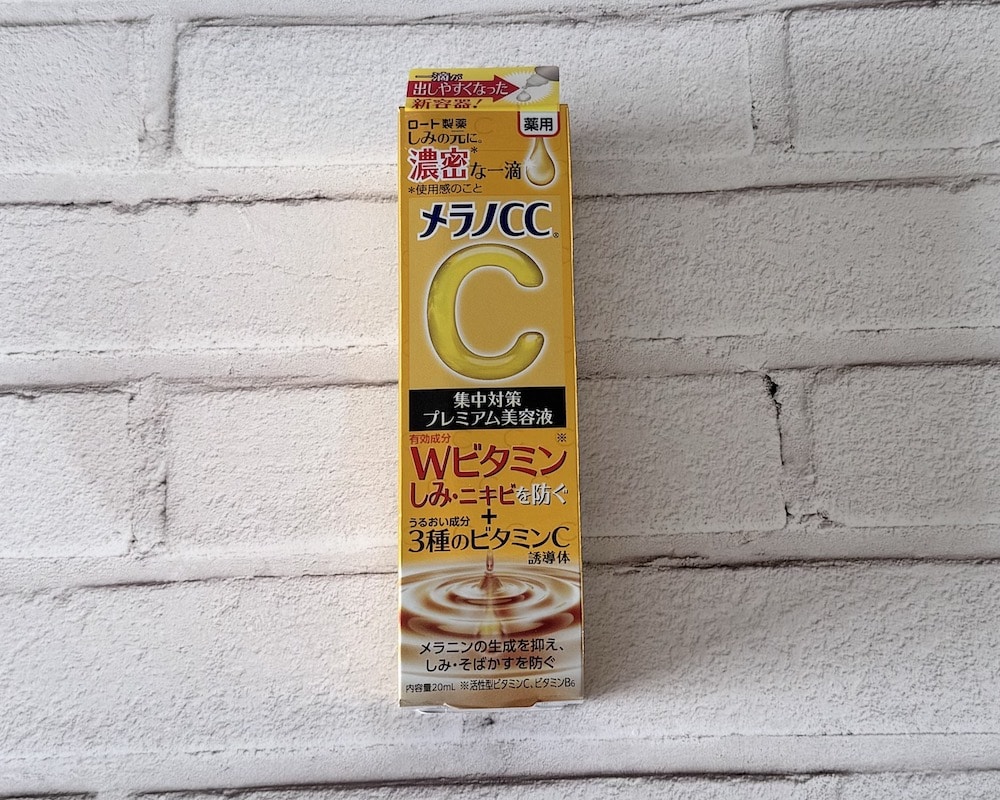 一滴が
出しやすくなった
新容器!
ロート製薬
薬用
しみの元に。
濃密*な一滴
*使用感のこと
メラノCC®
C
集中対策
プレミアム美容液
有効成分
Wビタミン※
しみ・ニキビを防ぐ
+
うるおい成分
3種のビタミンC
誘導体
メラニンの生成を抑え、
しみ・そばかすを防ぐ
内容量20mL ※活性型ビタミンC、ビタミンB6